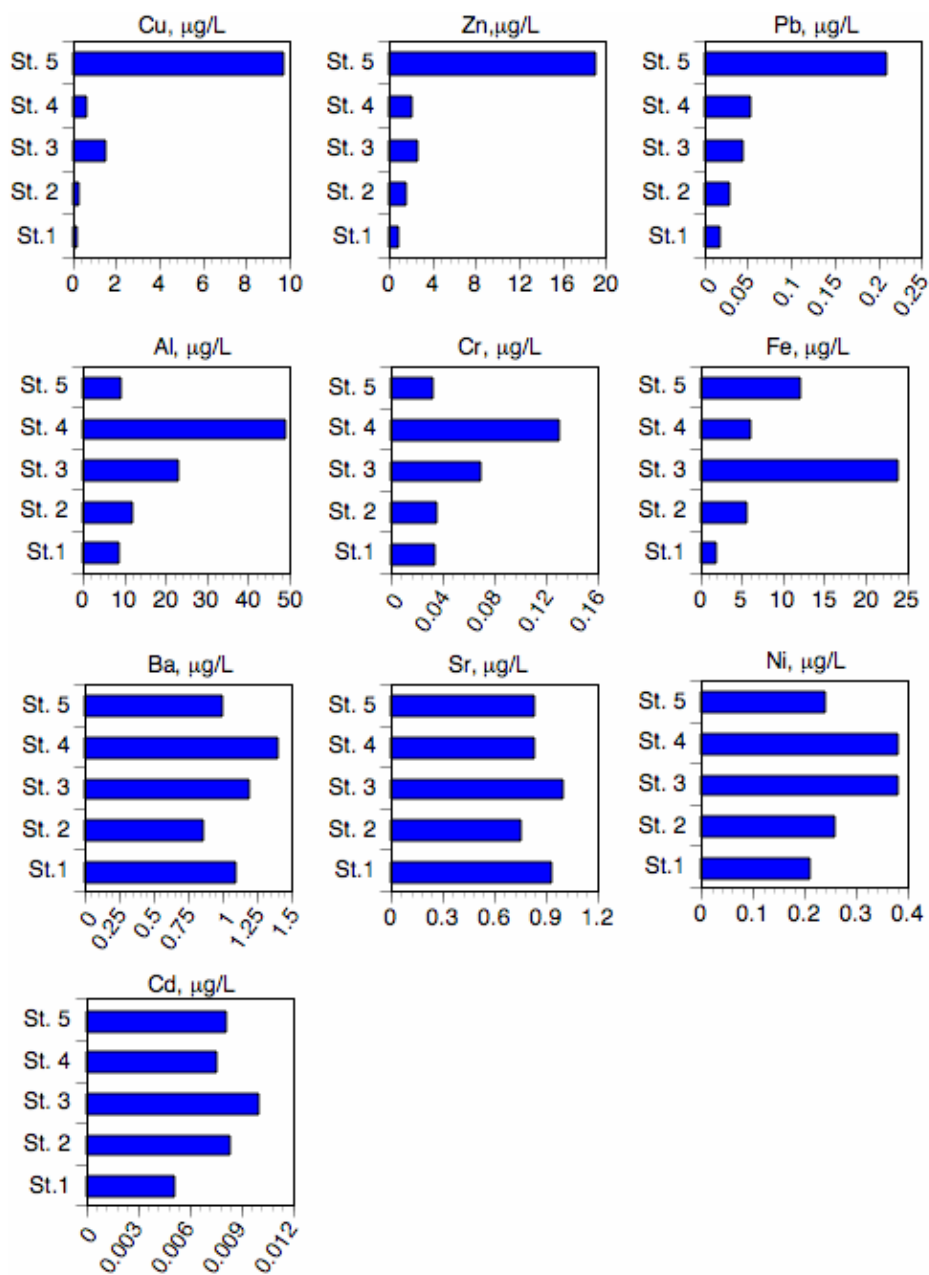 Cu, µg/L
St. 5
St. 4
St. 3
St. 2
St.1
0 2 4 6 8 10
Zn,µg/L
St. 5
St. 4
St. 3
St. 2
St.1
0 4 8 12 16 20
Pb, µg/L
St. 5
St. 4
St. 3
St. 2
St.1
0 0.05 0.1 0.15 0.2 0.25
Al, µg/L
St. 5
St. 4
St. 3
St. 2
St.1
0 10 20 30 40 50
Cr, µg/L
St. 5
St. 4
St. 3
St. 2
St.1
0 0.04 0.08 0.12 0.16
Fe, µg/L
St. 5
St. 4
St. 3
St. 2
St.1
0 5 10 15 20 25
Ba, µg/L
St. 5
St. 4
St. 3
St. 2
St.1
0 0.25 0.5 0.75 1 1.25 1.5
Sr, µg/L
St. 5
St. 4
St. 3
St. 2
St.1
0 0.3 0.6 0.9 1.2
Ni, µg/L
St. 5
St. 4
St. 3
St. 2
St.1
0 0.1 0.2 0.3 0.4
Cd, µg/L
St. 5
St. 4
St. 3
St. 2
St.1
0 0.003 0.006 0.009 0.012